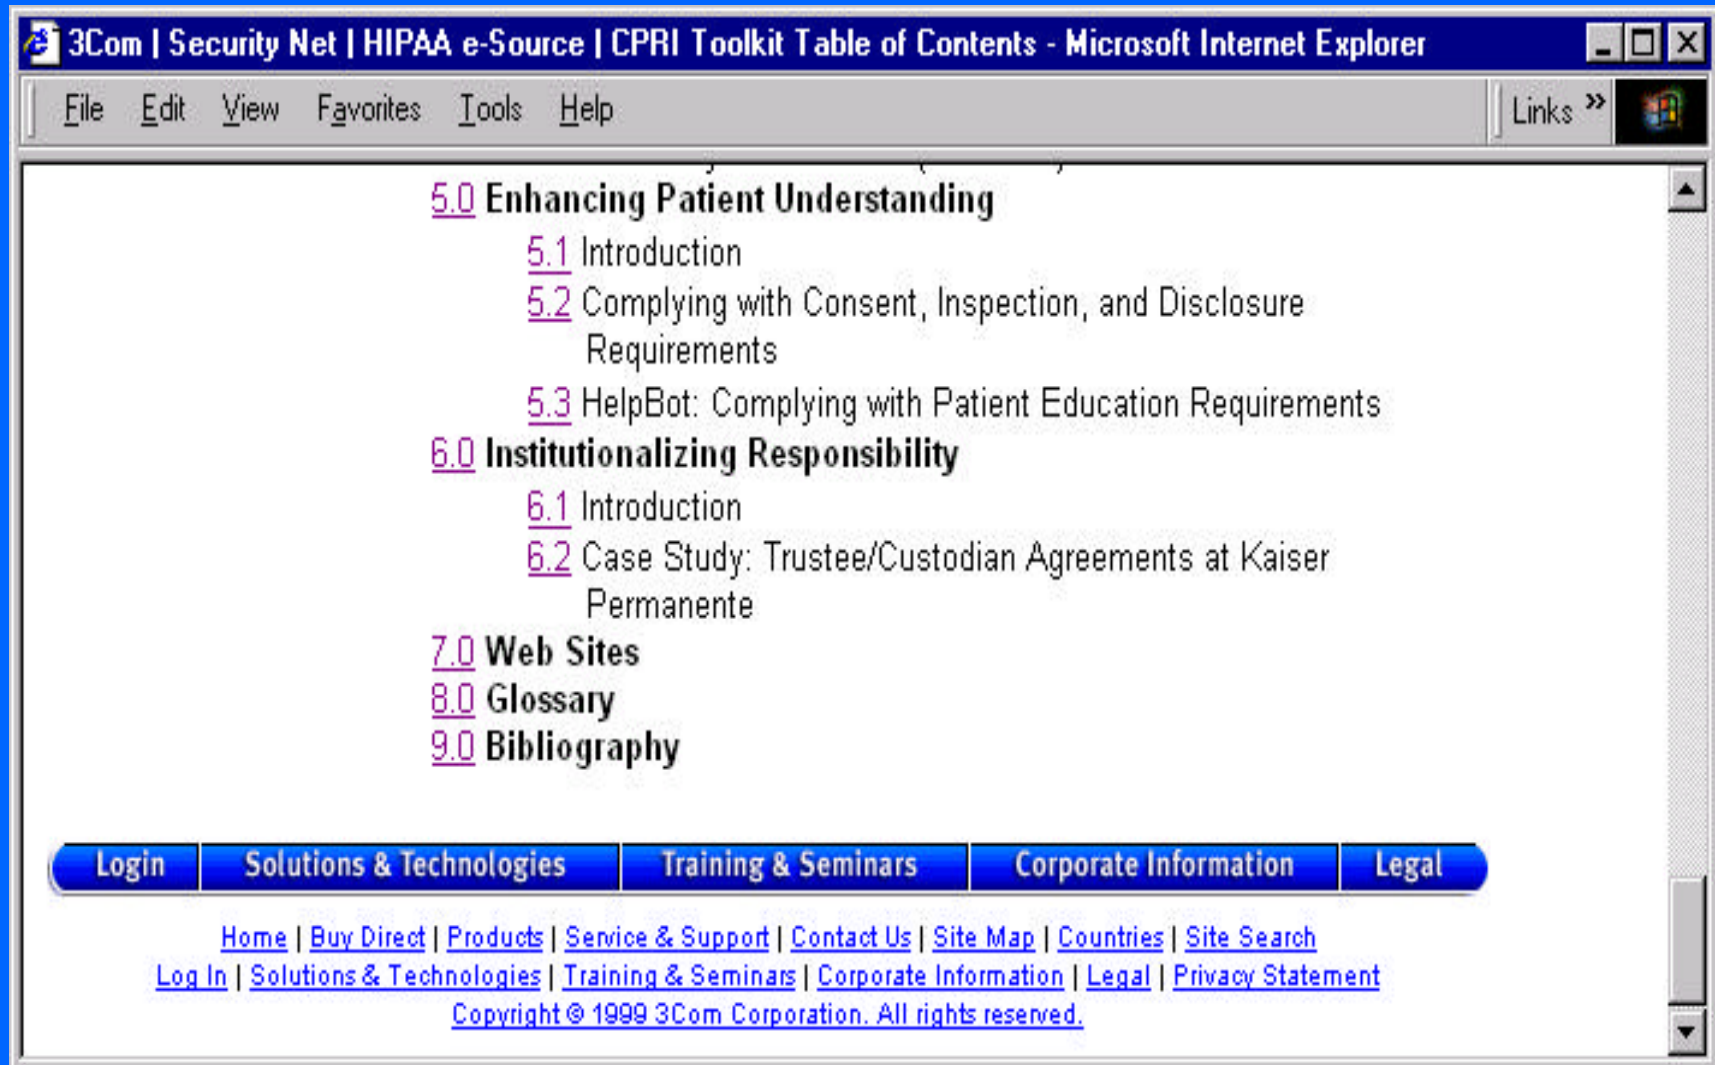 3Com | Security Net | HIPAA e-Source | CPRI Toolkit Table of Contents - Microsoft Internet Explorer
File Edit View Favorites Tools Help Links »
5.0 Enhancing Patient Understanding
5.1 Introduction
5.2 Complying with Consent, Inspection, and Disclosure
Requirements
5.3 HelpBot: Complying with Patient Education Requirements
6.0 Institutionalizing Responsibility
6.1 Introduction
6.2 Case Study: Trustee/Custodian Agreements at Kaiser
Permanente
7.0 Web Sites
8.0 Glossary
9.0 Bibliography
Login Solutions & Technologies Training & Seminars Corporate Information Legal
Home | Buy Direct | Products | Service & Support | Contact Us | Site Map | Countries | Site Search
Log In | Solutions & Technologies | Training & Seminars | Corporate Information | Legal | Privacy Statement
Copyright © 1999 3Com Corporation. All rights reserved.